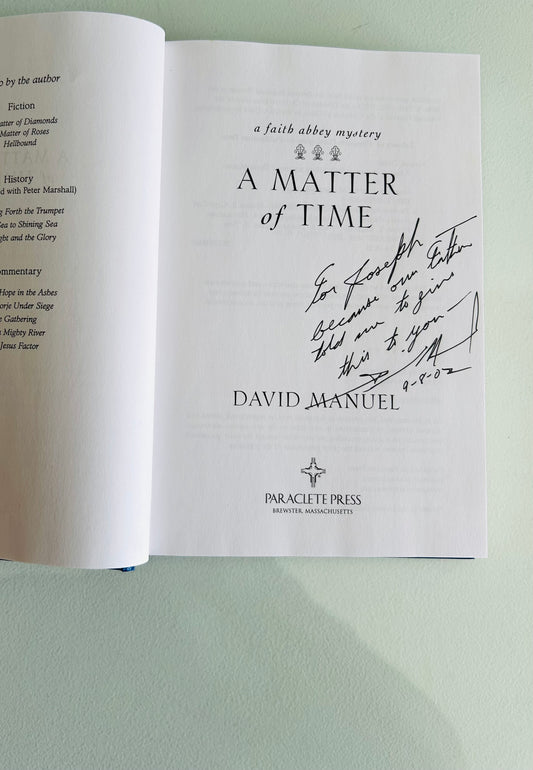 o by the author
Fiction
atter of Diamonds
Matter of Roses
Hellbound
History
d with Peter Marshall)
g Forth the Trumpet
Sea to Shining Sea
ght and the Glory
mmentary
Hope in the Ashes
orje Under Siege
e Gathering
s Mighty River
Jesus Factor
a faith abbey mystery
A MATTER
of TIME
For Joseph —
because our Father
told me to give
this to you —
9-8-02
DAVID MANUEL
PARACLETE PRESS
BREWSTER, MASSACHUSETTS